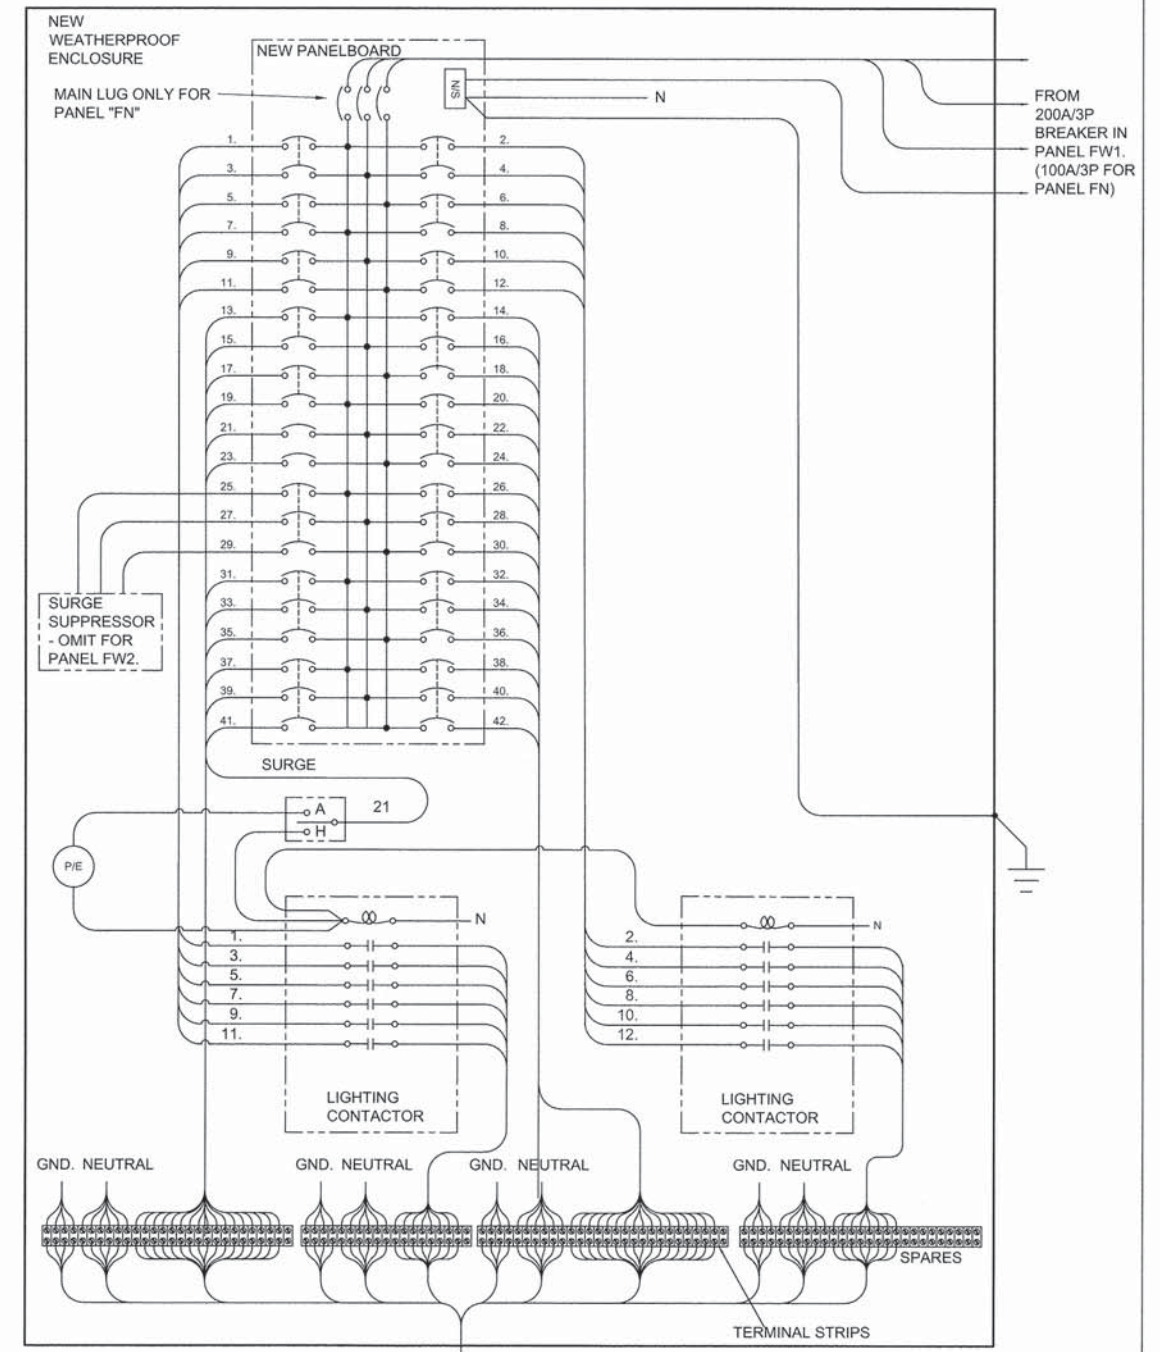 NEW
WEATHERPROOF
ENCLOSURE
NEW PANELBOARD
MAIN LUG ONLY FOR
PANEL "FN"
N/S
N
FROM
200A/3P
BREAKER IN
PANEL FW1.
(100A/3P FOR
PANEL FN)
1. 2.
3. 4.
5. 6.
7. 8.
9. 10.
11. 12.
13. 14.
15. 16.
17. 18.
19. 20.
21. 22.
23. 24.
25. 26.
27. 28.
29. 30.
31. 32.
33. 34.
35. 36.
37. 38.
39. 40.
41. 42.
SURGE
SUPPRESSOR
- OMIT FOR
PANEL FW2.
SURGE
A
21
H
P/E
N
1.
3.
5.
7.
9.
11.
LIGHTING
CONTACTOR
N
2.
4.
6.
8.
10.
12.
LIGHTING
CONTACTOR
GND. NEUTRAL
GND. NEUTRAL
GND. NEUTRAL
GND. NEUTRAL
SPARES
TERMINAL STRIPS